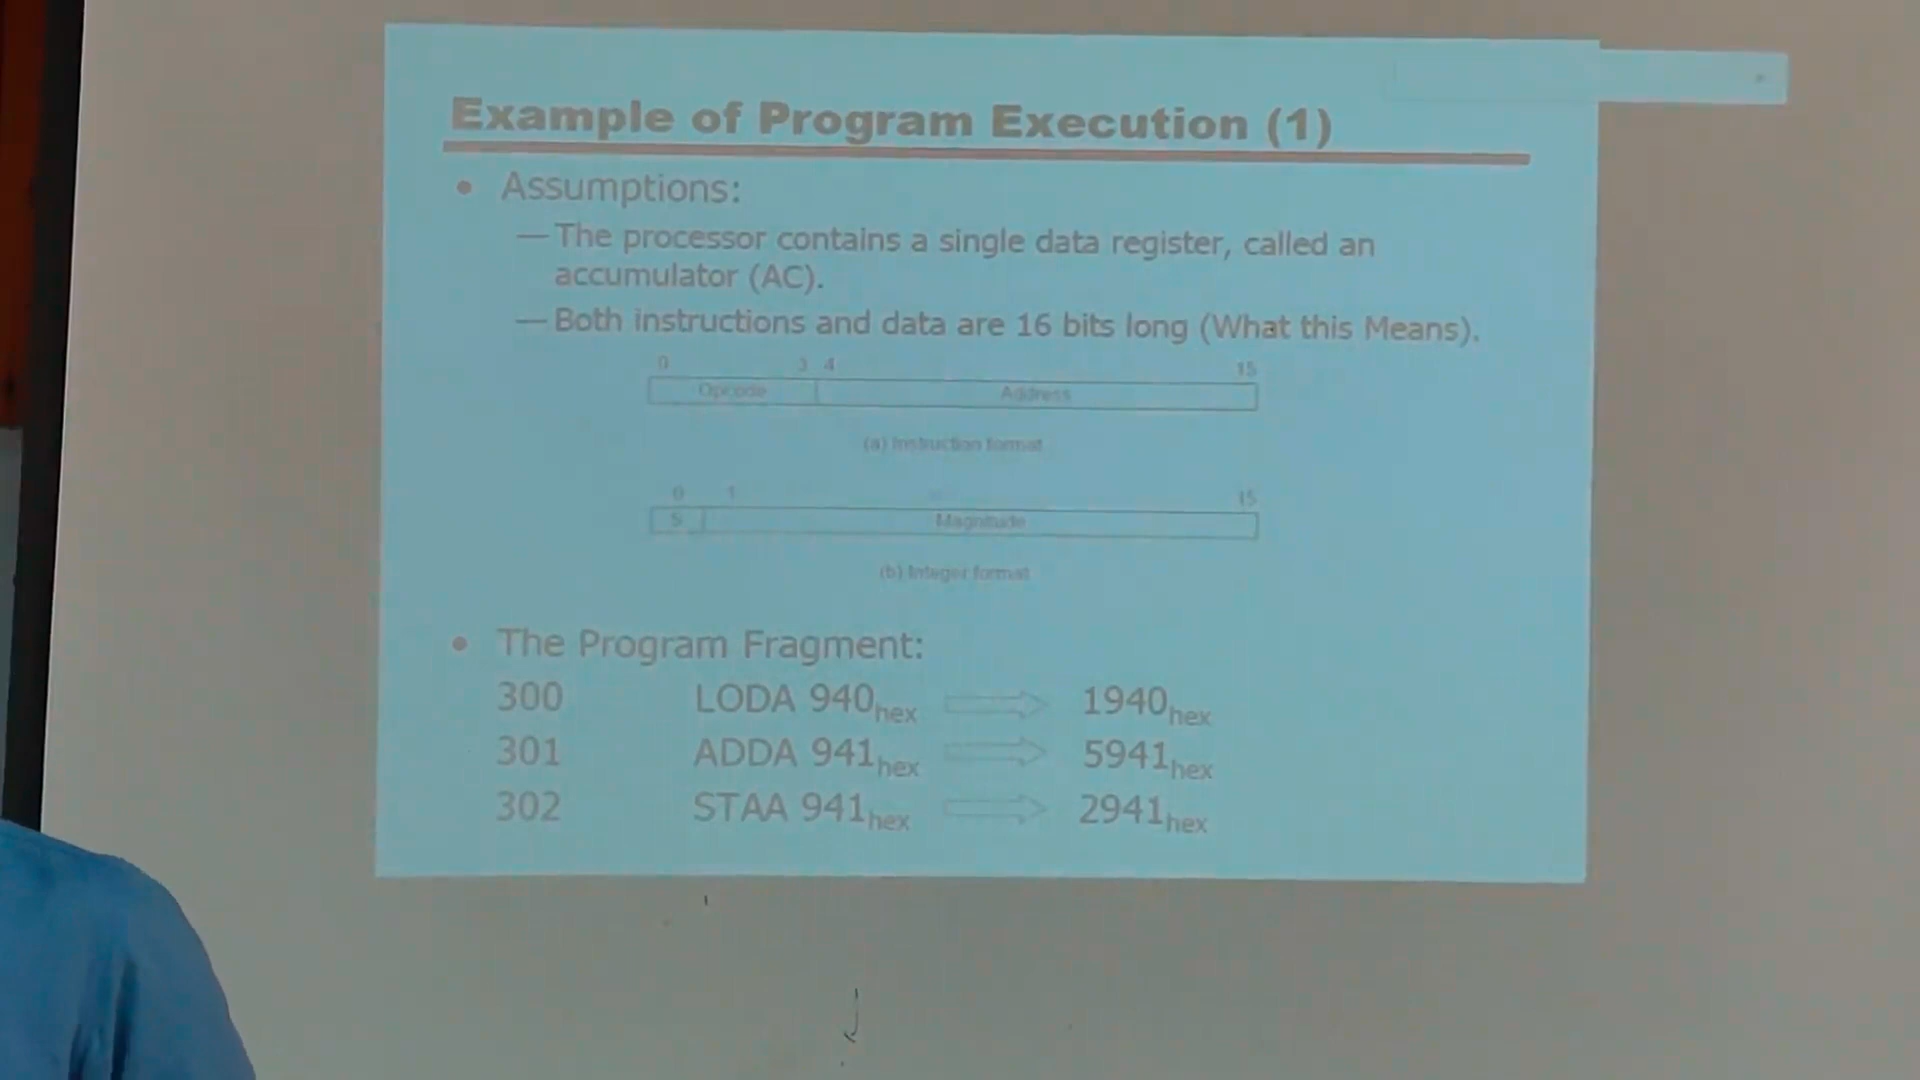 Example of Program Execution (1)
• Assumptions:
— The processor contains a single data register, called an
accumulator (AC).
— Both instructions and data are 16 bits long (What this Means).
0 3 4 15
Opcode Address
(a) Instruction format
0 1 15
S Magnitude
(b) Integer format
• The Program Fragment:
300 LODA 940hex ⇒ 1940hex
301 ADDA 941hex ⇒ 5941hex
302 STAA 941hex ⇒ 2941hex